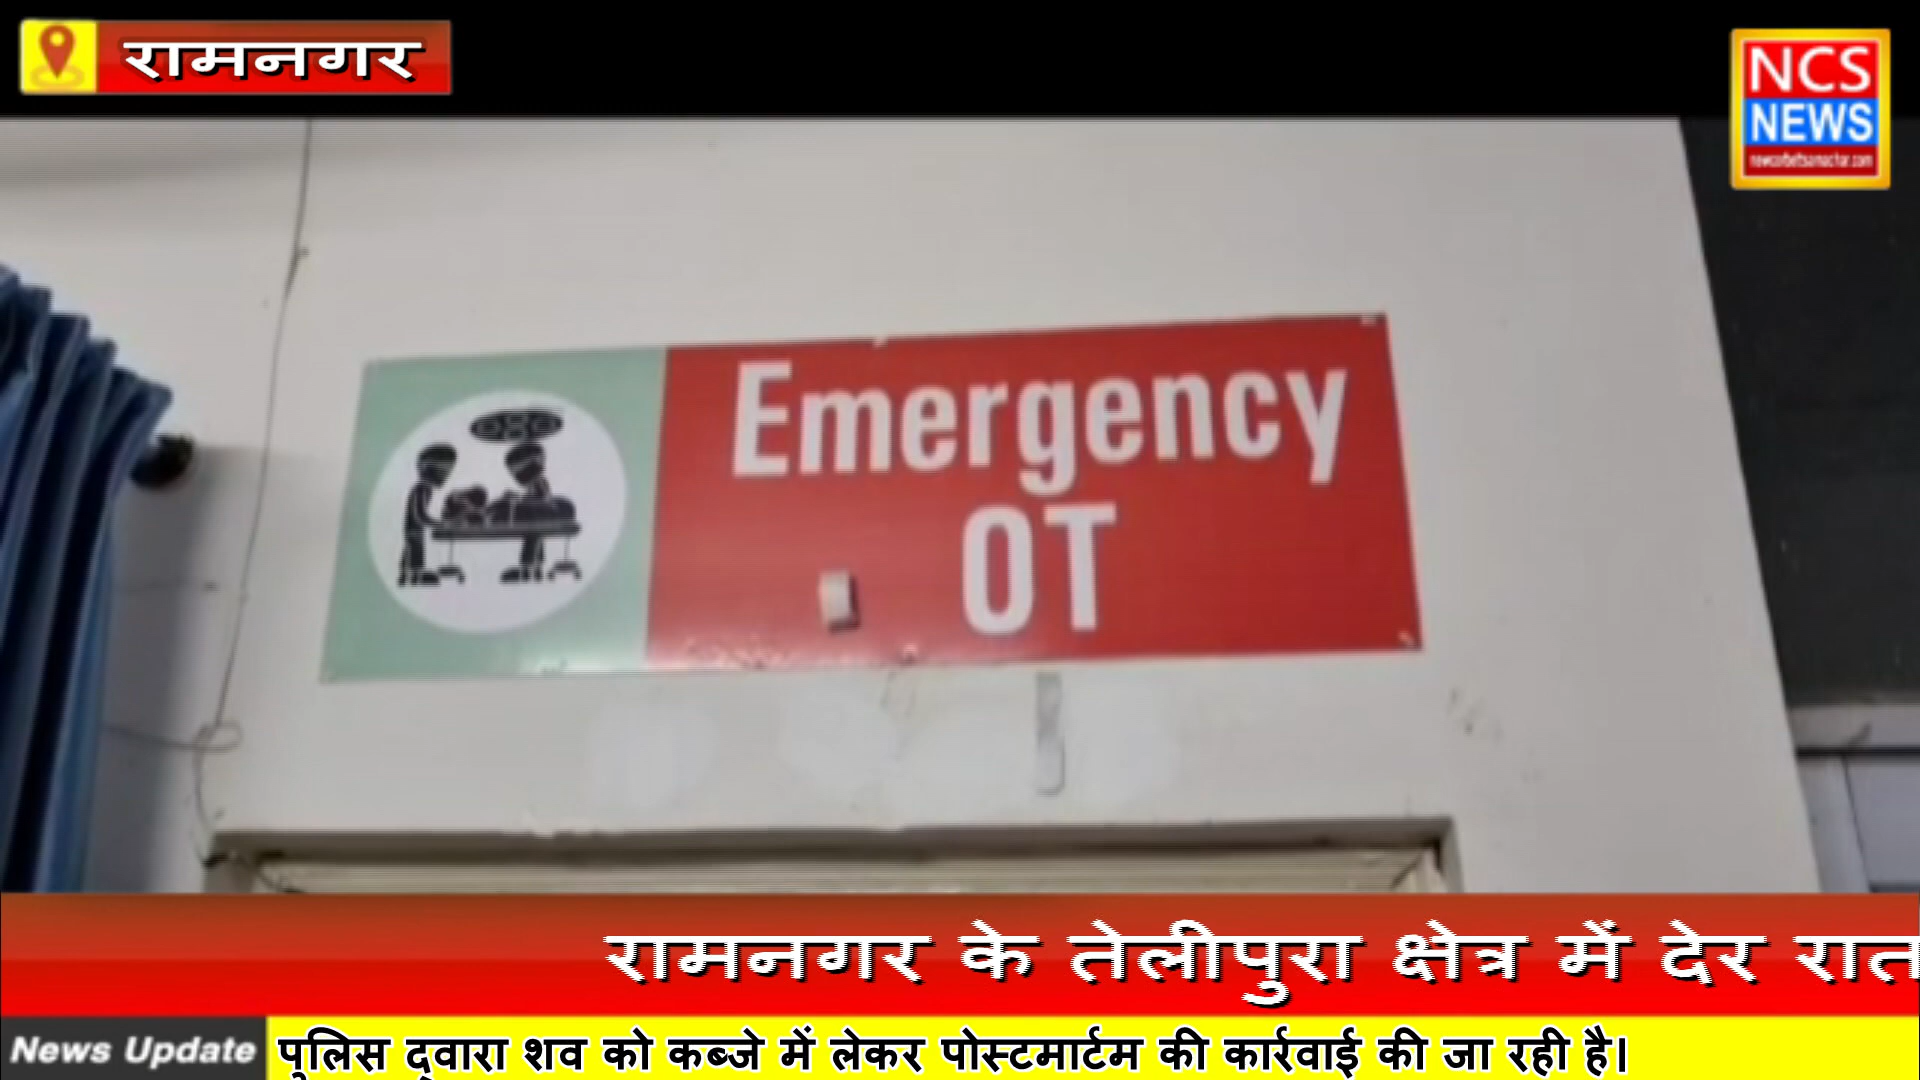 रामनगर
NCS
NEWS
Emergency
OT
रामनगर के तेलीपुरा क्षेत्र में देर रात
News Update
पुलिस द्वारा शव को कब्जे में लेकर पोस्टमार्टम की कार्रवाई की जा रही है।